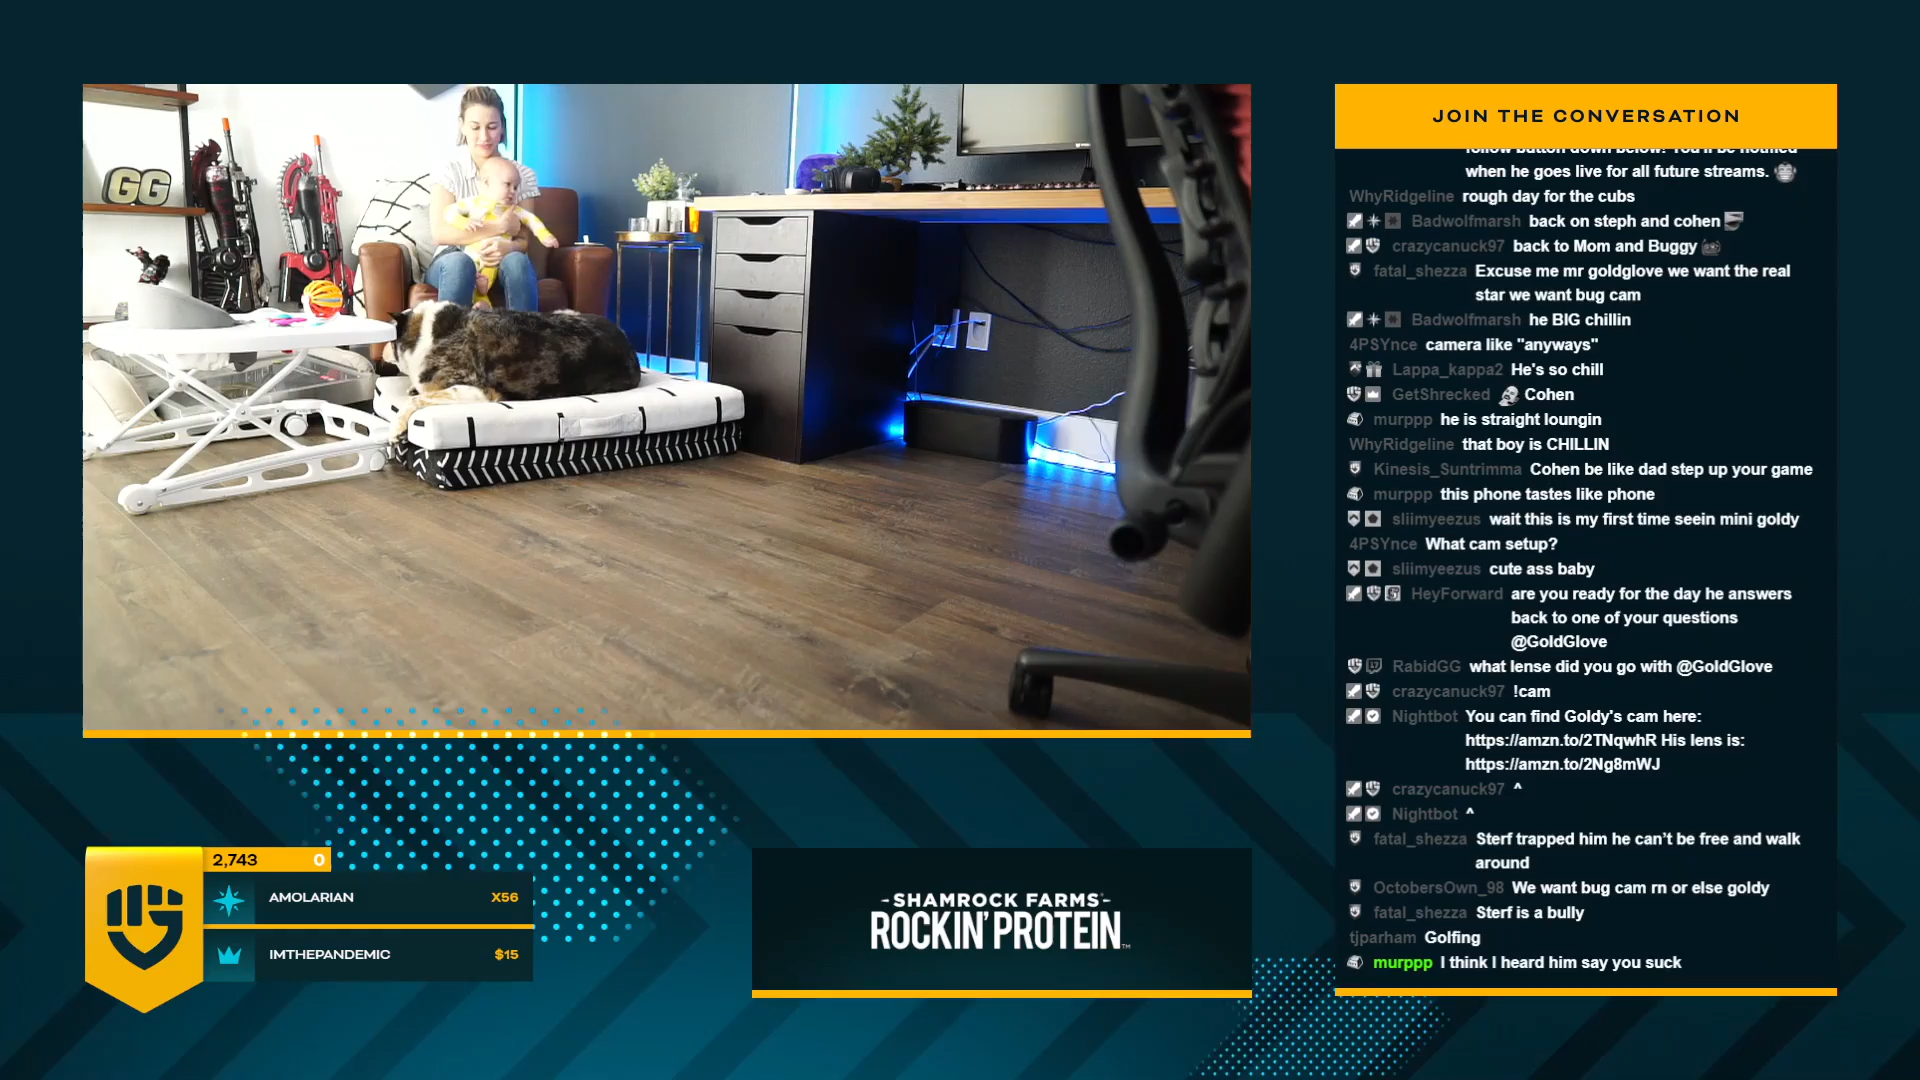 GG
JOIN THE CONVERSATION
follow button down below! You'll be notified
when he goes live for all future streams.
WhyRidgeline rough day for the cubs
Badwolfmarsh back on steph and cohen
crazycanuck97 back to Mom and Buggy
fatal_shezza Excuse me mr goldglove we want the real
star we want bug cam
Badwolfmarsh he BIG chillin
4PSYnce camera like "anyways"
Lappa_kappa2 He's so chill
GetShrecked Cohen
murppp he is straight loungin
WhyRidgeline that boy is CHILLIN
Kinesis_Suntrimma Cohen be like dad step up your game
murppp this phone tastes like phone
sliimyeezus wait this is my first time seein mini goldy
4PSYnce What cam setup?
sliimyeezus cute ass baby
HeyForward are you ready for the day he answers
back to one of your questions
@GoldGlove
RabidGG what lense did you go with @GoldGlove
crazycanuck97 !cam
Nightbot You can find Goldy's cam here:
https://amzn.to/2TNqwhR His lens is:
https://amzn.to/2Ng8mWJ
crazycanuck97 ^
Nightbot ^
fatal_shezza Sterf trapped him he can’t be free and walk
around
OctobersOwn_98 We want bug cam rn or else goldy
fatal_shezza Sterf is a bully
tjparham Golfing
murppp I think I heard him say you suck
2,743 0
AMOLARIAN X56
IMTHEPANDEMIC $15
-SHAMROCK FARMS-
ROCKIN' PROTEIN™